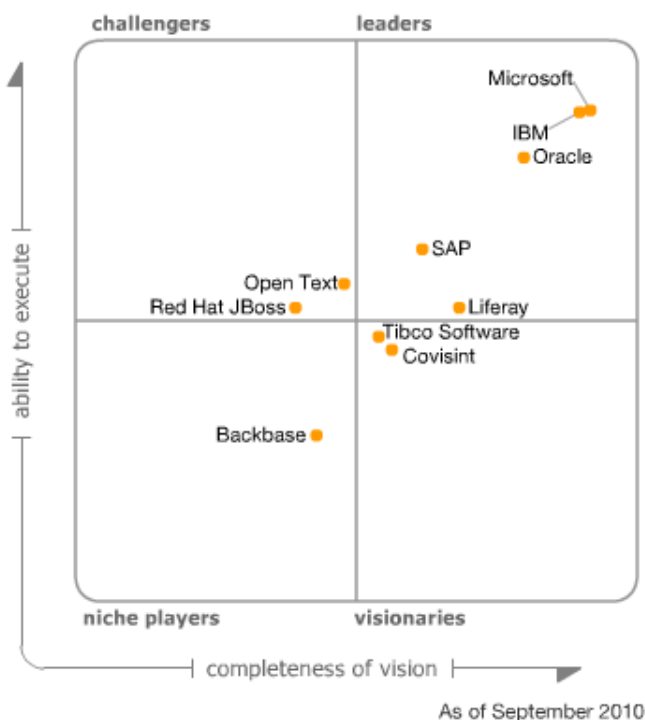 challengers
leaders
Microsoft
IBM
Oracle
SAP
Open Text
Red Hat JBoss
Liferay
Tibco Software
Covisint
Backbase
ability to execute
niche players
visionaries
completeness of vision
As of September 2010